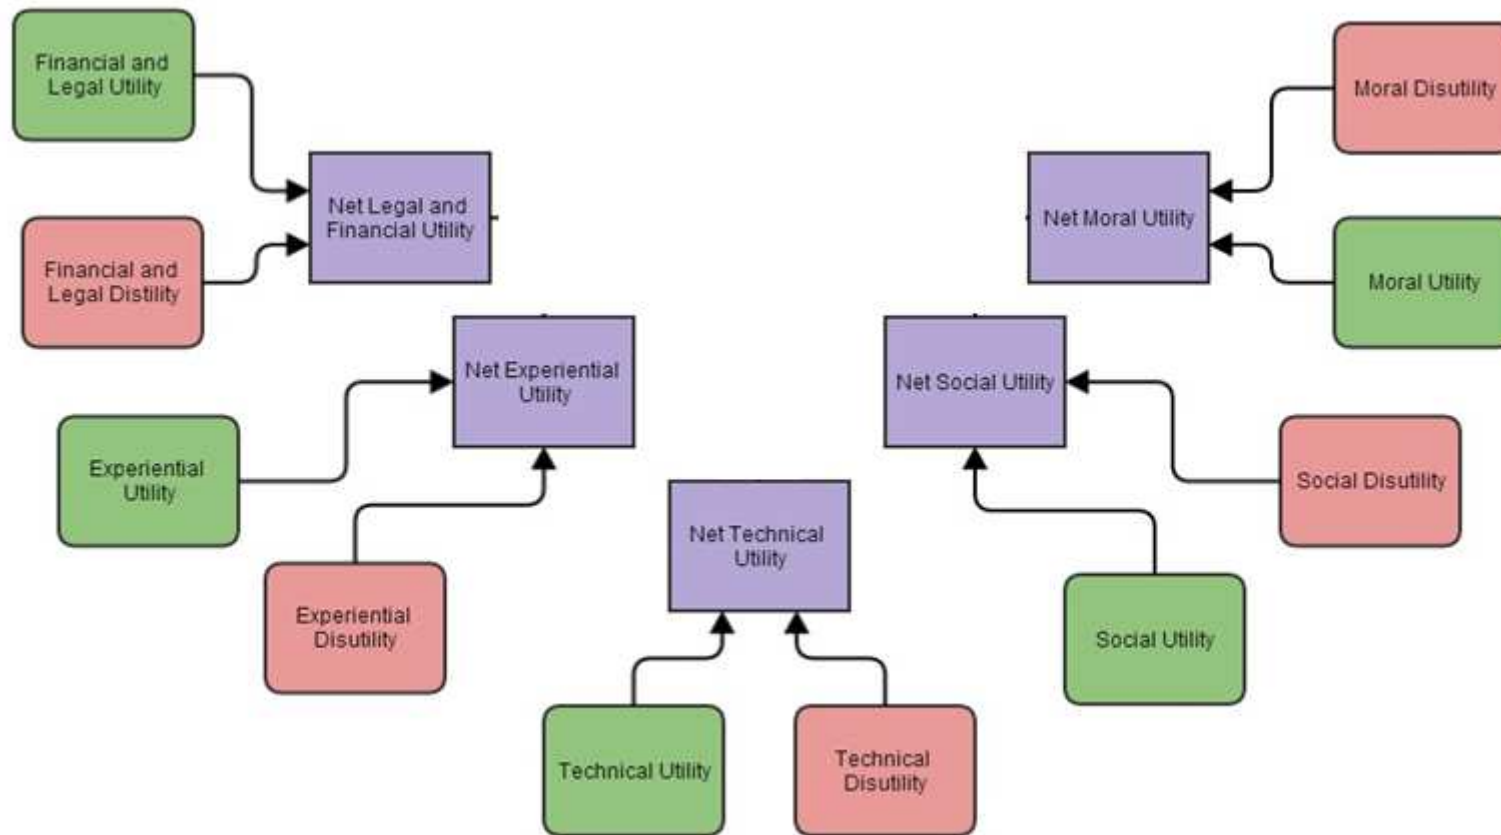 Financial and
Legal Utility
Moral Disutility
Net Legal and
Financial Utility
Net Moral Utility
Financial and
Legal Distility
Moral Utility
Net Experiential
Utility
Net Social Utility
Experiential
Utility
Social Disutility
Net Technical
Utility
Experiential
Disutility
Social Utility
Technical Utility
Technical
Disutility